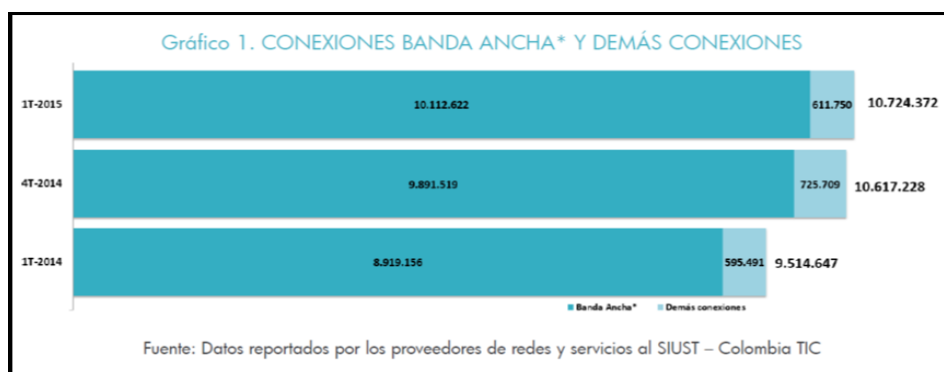 Gráfico 1. CONEXIONES BANDA ANCHA* Y DEMÁS CONEXIONES
1T-2015 10.112.622 611.750 10.724.372
4T-2014 9.891.519 725.709 10.617.228
1T-2014 8.919.156 595.491 9.514.647
Banda Ancha* Demás conexiones
Fuente: Datos reportados por los proveedores de redes y servicios al SIUST – Colombia TIC